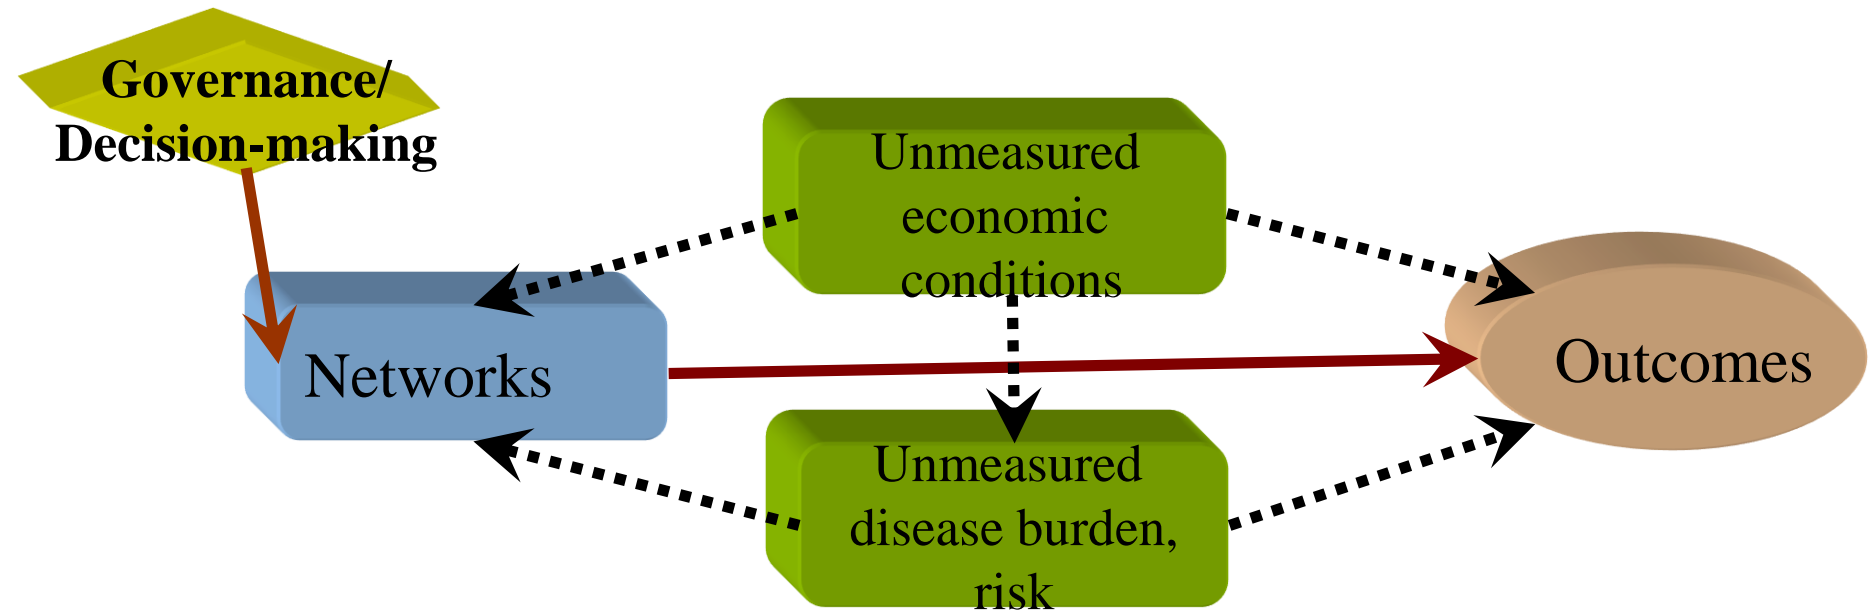 Governance/
Decision-making
Unmeasured
economic
conditions
Networks
Outcomes
Unmeasured
disease burden,
risk